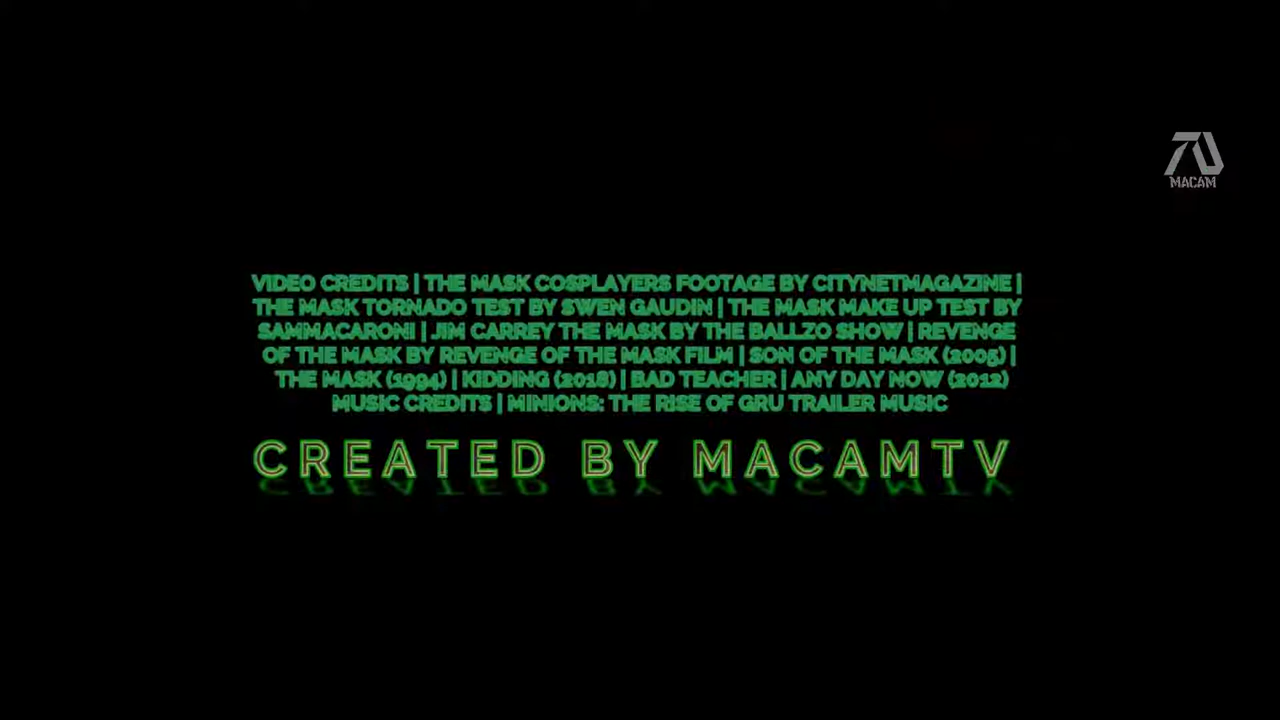 MACAM
VIDEO CREDITS | THE MASK COSPLAYERS FOOTAGE BY CITYNETMAGAZINE |
THE MASK TORNADO TEST BY SWEN GAUDIN | THE MASK MAKE UP TEST BY
SAMMACARONI | JIM CARREY THE MASK BY THE BALLZO SHOW | REVENGE
OF THE MASK BY REVENGE OF THE MASK FILM | SON OF THE MASK (2005) |
THE MASK (1994) | KIDDING (2018) | BAD TEACHER | ANY DAY NOW (2012)
MUSIC CREDITS | MINIONS: THE RISE OF GRU TRAILER MUSIC
CREATED BY MACAMTV